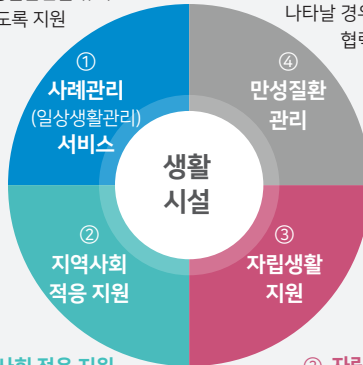 도록 지원
나타날 경우
협력
①
사례관리
(일상생활관리)
서비스
④
만성질환
관리
생활
시설
②
지역사회
적응 지원
③
자립생활
지원
사회 적응 지원
③ 자립